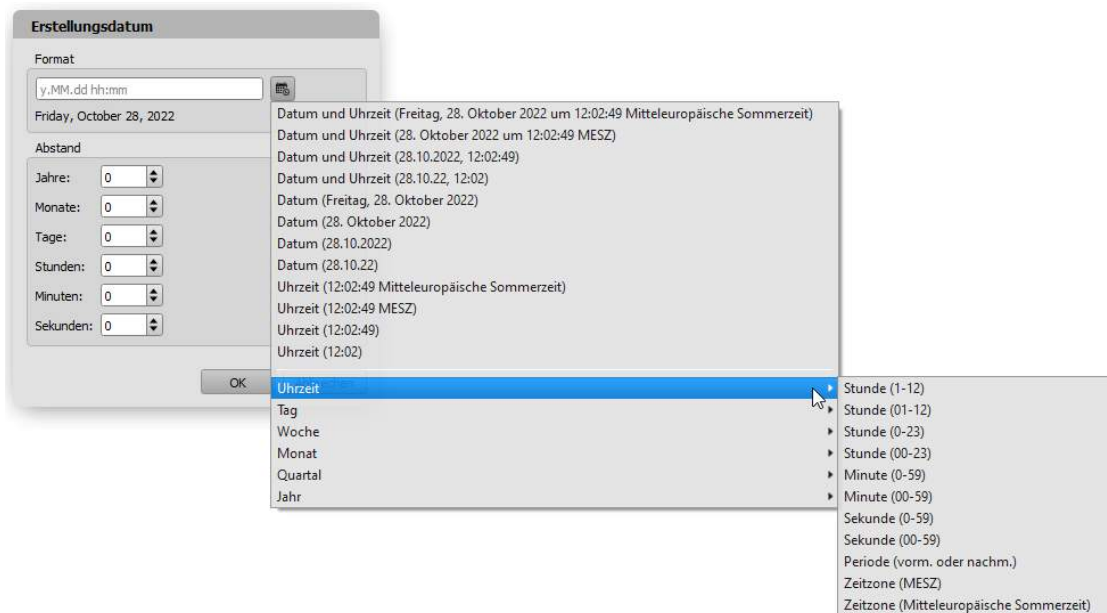 Erstellungsdatum
Format
y.MM.dd hh:mm
Friday, October 28, 2022
Abstand
Jahre: 0
Monate: 0
Tage: 0
Stunden: 0
Minuten: 0
Sekunden: 0
OK
Datum und Uhrzeit (Freitag, 28. Oktober 2022 um 12:02:49 Mitteleuropäische Sommerzeit)
Datum und Uhrzeit (28. Oktober 2022 um 12:02:49 MESZ)
Datum und Uhrzeit (28.10.2022, 12:02:49)
Datum und Uhrzeit (28.10.22, 12:02)
Datum (Freitag, 28. Oktober 2022)
Datum (28. Oktober 2022)
Datum (28.10.2022)
Datum (28.10.22)
Uhrzeit (12:02:49 Mitteleuropäische Sommerzeit)
Uhrzeit (12:02:49 MESZ)
Uhrzeit (12:02:49)
Uhrzeit (12:02)
Uhrzeit
Tag
Woche
Monat
Quartal
Jahr
Stunde (1-12)
Stunde (01-12)
Stunde (0-23)
Stunde (00-23)
Minute (0-59)
Minute (00-59)
Sekunde (0-59)
Sekunde (00-59)
Periode (vorm. oder nachm.)
Zeitzone (MESZ)
Zeitzone (Mitteleuropäische Sommerzeit)